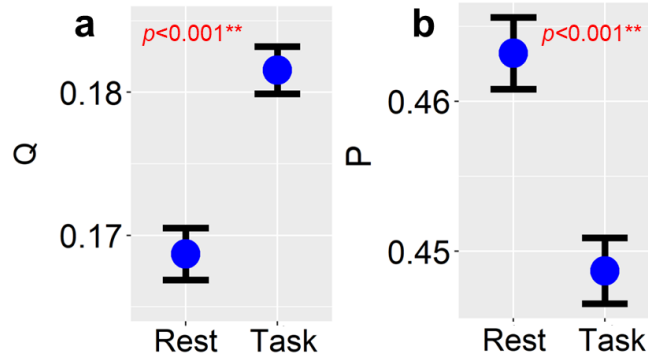 a
p<0.001**
0.18
0.17
Q
Rest Task
b
p<0.001**
0.46
0.45
P
Rest Task